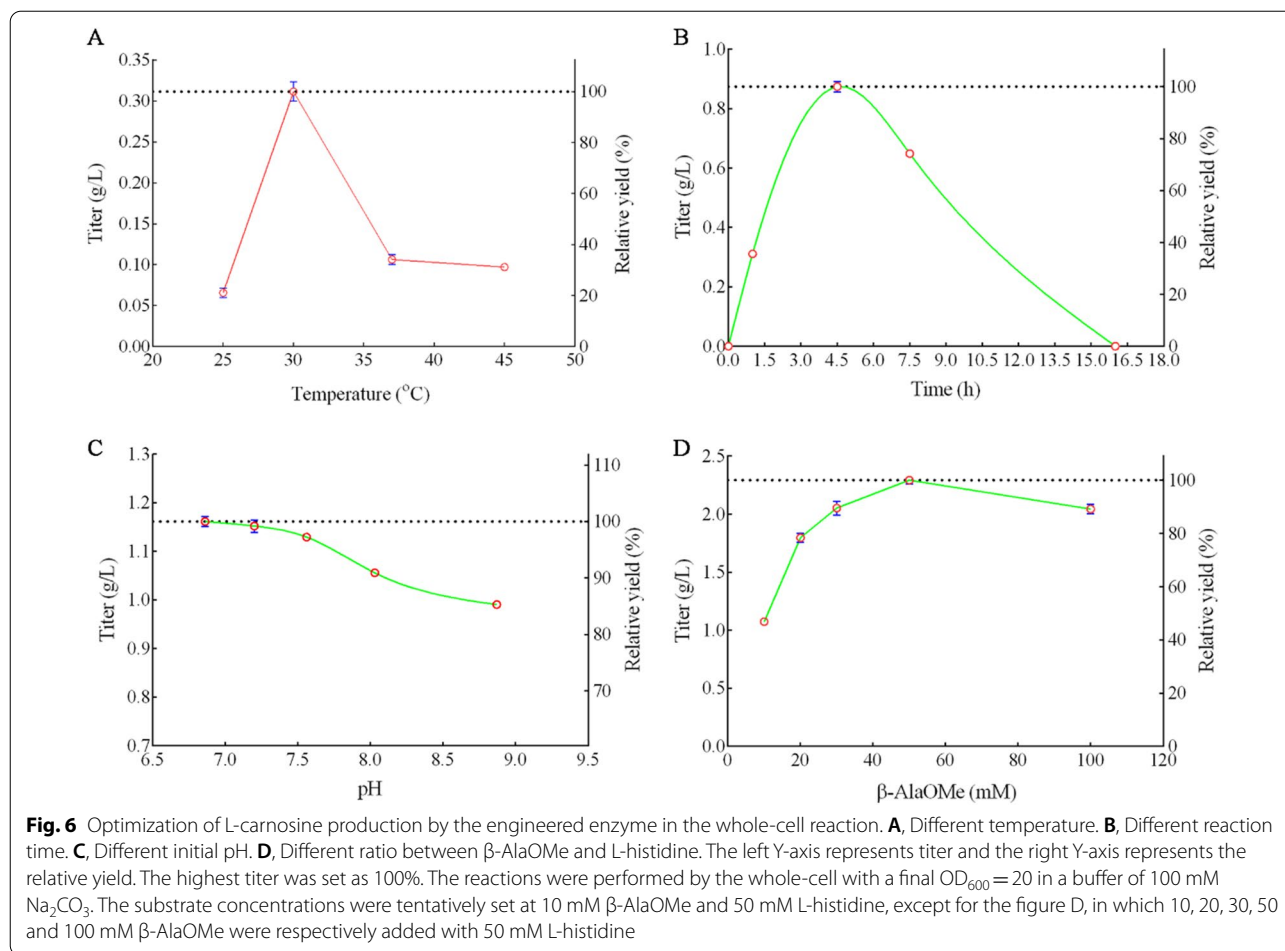 A
0.35
0.30
0.25
0.20
0.15
0.10
0.05
0.00
Titer (g/L)
100
80
60
40
20
0
Relative yield (%)
20 25 30 35 40 45 50
Temperature (°C)
B
1.0
0.8
0.6
0.4
0.2
0.0
Titer (g/L)
100
80
60
40
20
0
Relative yield (%)
0.0 1.5 3.0 4.5 6.0 7.5 9.0 10.5 12.0 13.5 15.0 16.5 18.0
Time (h)
C
1.3
1.2
1.1
1.0
0.9
0.8
0.7
Titer (g/L)
110
100
90
80
70
Relative yield (%)
6.5 7.0 7.5 8.0 8.5 9.0 9.5
pH
D
2.5
2.0
1.5
1.0
0.5
0.0
Titer (g/L)
100
80
60
40
20
0
Relative yield (%)
20 40 60 80 100 120
β-AlaOMe (mM)
Fig. 6 Optimization of L-carnosine production by the engineered enzyme in the whole-cell reaction. A, Different temperature. B, Different reaction
time. C, Different initial pH. D, Different ratio between β-AlaOMe and L-histidine. The left Y-axis represents titer and the right Y-axis represents the
relative yield. The highest titer was set as 100%. The reactions were performed by the whole-cell with a final OD₆₀₀ = 20 in a buffer of 100 mM
Na₂CO₃. The substrate concentrations were tentatively set at 10 mM β-AlaOMe and 50 mM L-histidine, except for the figure D, in which 10, 20, 30, 50
and 100 mM β-AlaOMe were respectively added with 50 mM L-histidine